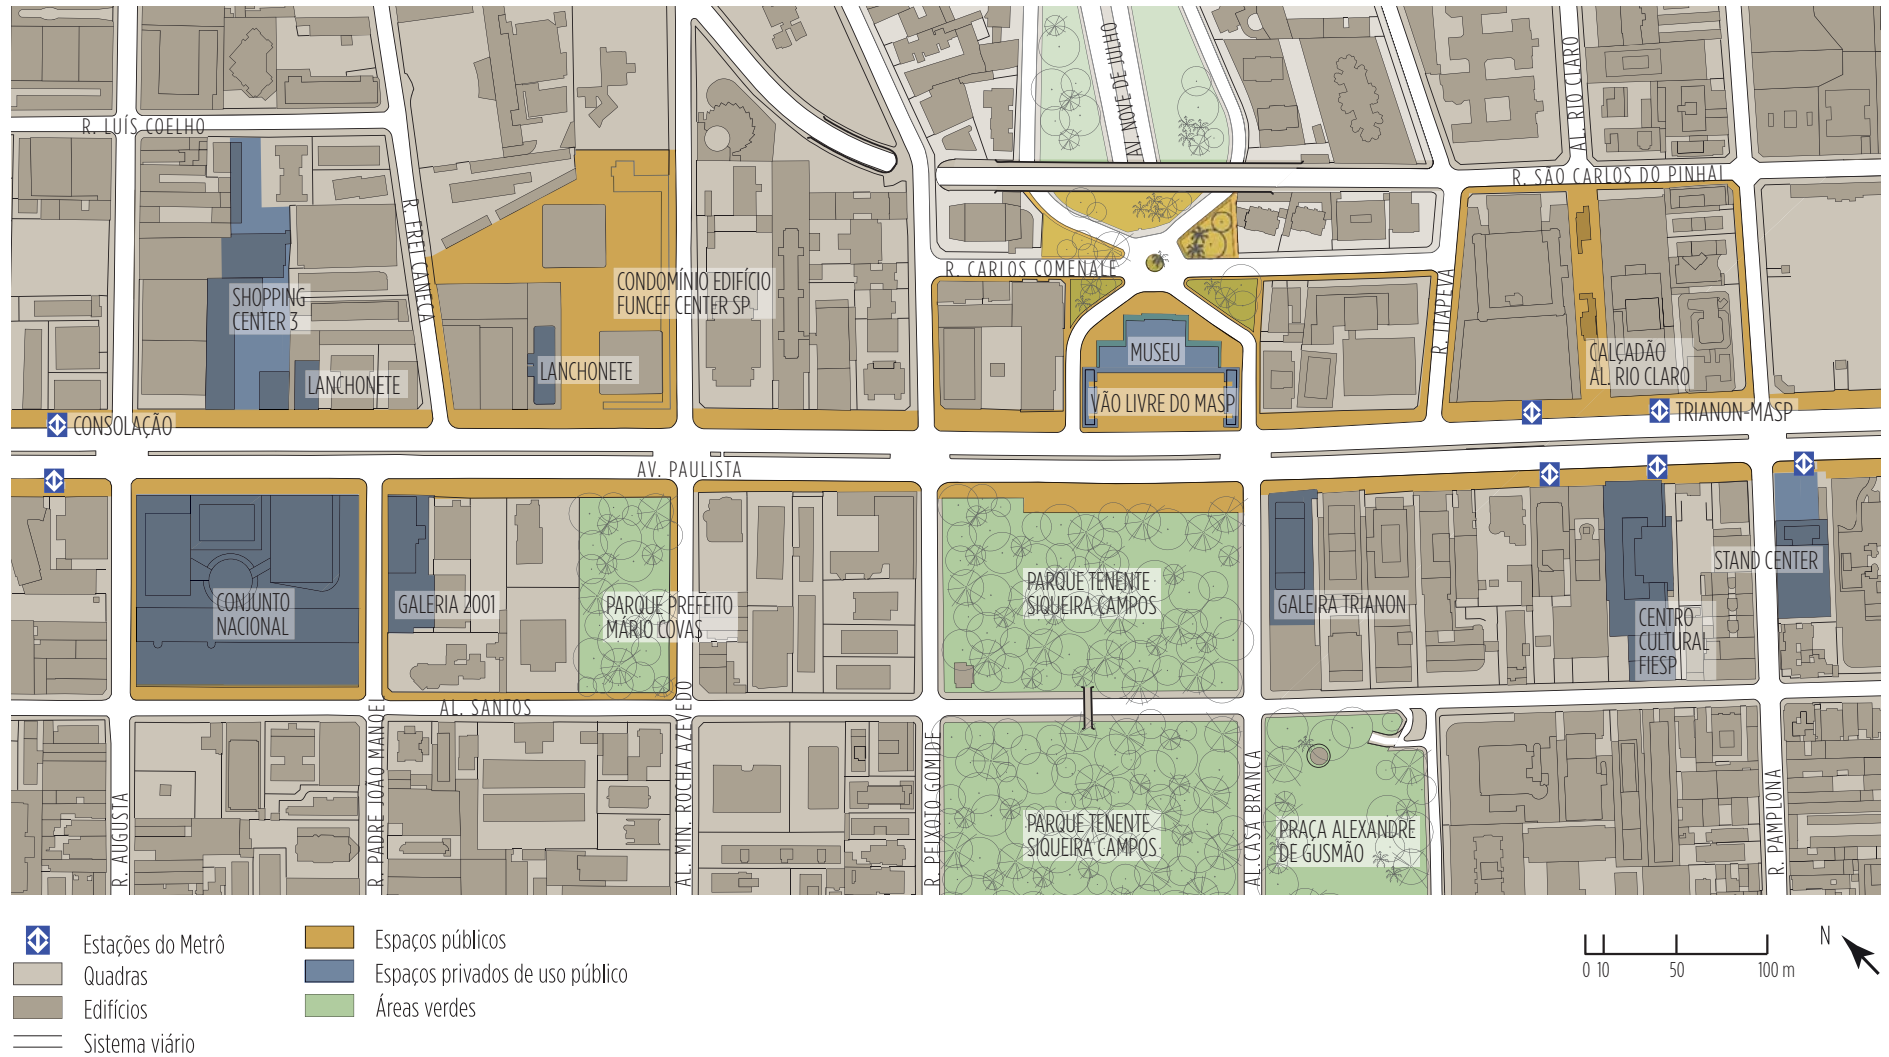 AV. NOVE DE JULHO
AL. RIO CLARO
R. LUÍS COELHO
R. SÃO CARLOS DO PINHAL
R. FREI CANECA
R. CARLOS COMENALE
CONDOMÍNIO EDIFÍCIO
FUNCEF CENTER SP
SHOPPING
CENTER 3
R. ITAPEVA
MUSEU
CALÇADÃO
AL. RIO CLARO
LANCHONETE
LANCHONETE
VÃO LIVRE DO MASP
CONSOLAÇÃO
TRIANON-MASP
AV. PAULISTA
STAND CENTER
CONJUNTO
NACIONAL
GALERIA 2001
PARQUE PREFEITO
MÁRIO COVAS
PARQUE TENENTE
SIQUEIRA CAMPOS
GALEIRA TRIANON
CENTRO
CULTURAL
FIESP
AL. SANTOS
R. AUGUSTA
R. PADRE JOÃO MANOEL
AL. MIN. ROCHA AZEVEDO
R. PEIXOTO GOMIDE
PARQUE TENENTE
SIQUEIRA CAMPOS
AL. CASA BRANCA
PRAÇA ALEXANDRE
DE GUSMÃO
R. PAMPLONA
Estações do Metrô
Quadras
Edifícios
Sistema viário
Espaços públicos
Espaços privados de uso público
Áreas verdes
0 10 50 100 m
N